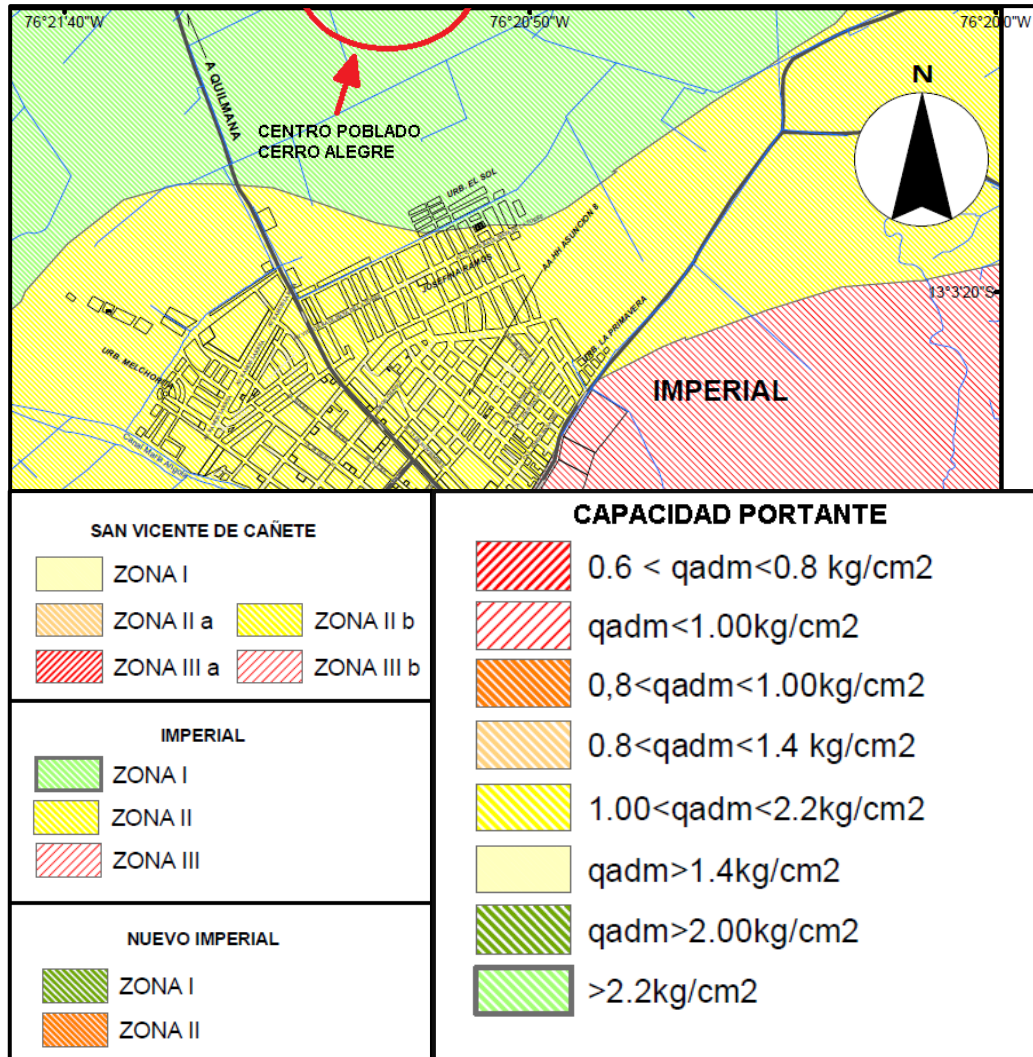 76°21'40"W
76°20'50"W
76°20'0"W
A QUILMANA
N
CENTRO POBLADO
CERRO ALEGRE
URB. EL SOL
AA.HH ASUNCION 8
JOSEFINA RAMOS
13°3'20"S
URB. LA PRIMAVERA
URB. MELCHORITA
IMPERIAL
Canal Maria Angola
SAN VICENTE DE CAÑETE
ZONA I
ZONA II a
ZONA II b
ZONA III a
ZONA III b
IMPERIAL
ZONA I
ZONA II
ZONA III
NUEVO IMPERIAL
ZONA I
ZONA II
CAPACIDAD PORTANTE
0.6 < qadm<0.8 kg/cm2
qadm<1.00kg/cm2
0,8<qadm<1.00kg/cm2
0.8<qadm<1.4 kg/cm2
1.00<qadm<2.2kg/cm2
qadm>1.4kg/cm2
qadm>2.00kg/cm2
>2.2kg/cm2